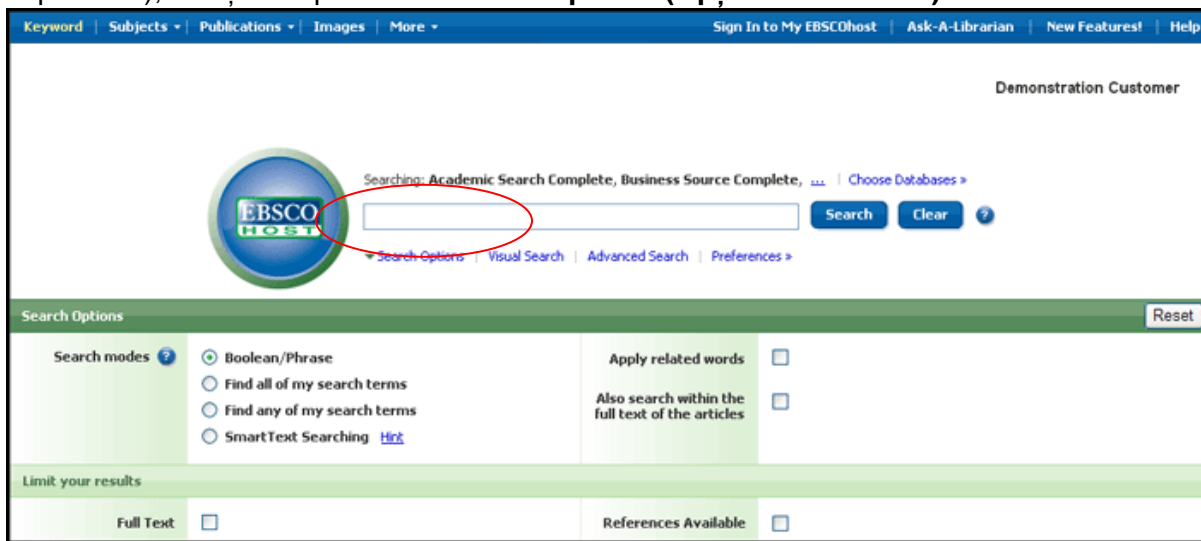 Keyword | Subjects | Publications | Images | More Sign In to My EBSCOhost | Ask-A-Librarian | New Features! | Help
Demonstration Customer
Searching: Academic Search Complete, Business Source Complete, ... | Choose Databases »
EBSCO
HOST
Search Clear ?
Search Options | Visual Search | Advanced Search | Preferences »
Search Options Reset
Search modes ? Boolean/Phrase Apply related words
Find all of my search terms
Also search within the
Find any of my search terms
full text of the articles
SmartText Searching Hint
Limit your results
Full Text References Available